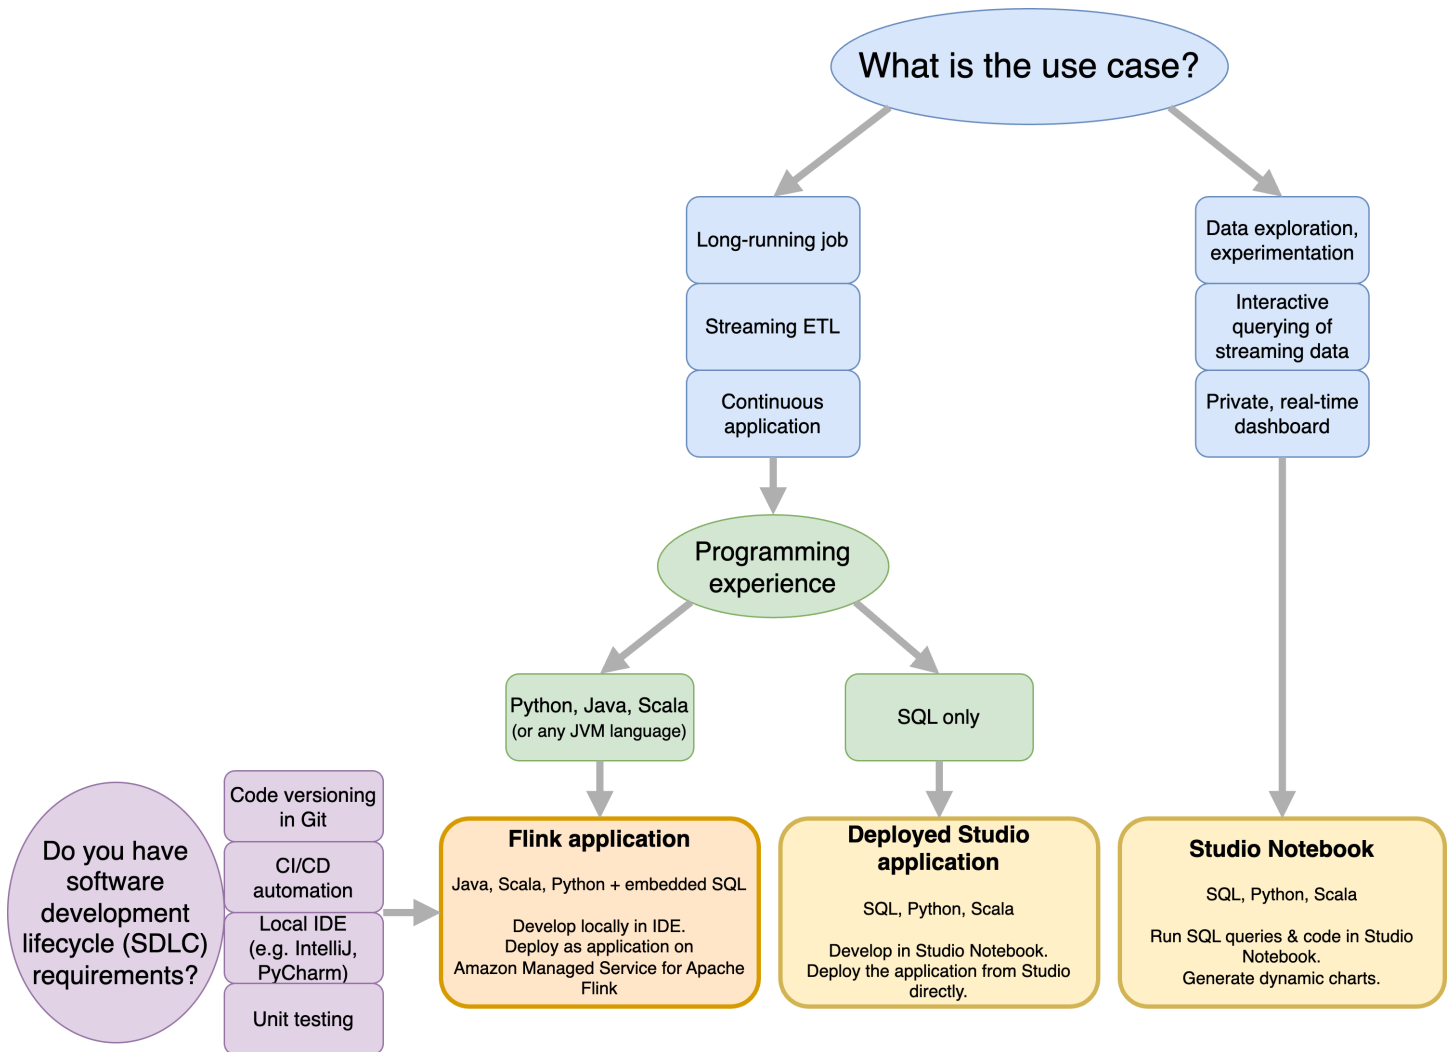 What is the use case?
Long-running job
Streaming ETL
Continuous
application
Data exploration,
experimentation
Interactive
querying of
streaming data
Private, real-time
dashboard
Programming
experience
Python, Java, Scala
(or any JVM language)
SQL only
Do you have
software
development
lifecycle (SDLC)
requirements?
Code versioning
in Git
CI/CD
automation
Local IDE
(e.g. IntelliJ,
PyCharm)
Unit testing
Flink application
Java, Scala, Python + embedded SQL
Develop locally in IDE.
Deploy as application on
Amazon Managed Service for Apache
Flink
Deployed Studio
application
SQL, Python, Scala
Develop in Studio Notebook.
Deploy the application from Studio
directly.
Studio Notebook
SQL, Python, Scala
Run SQL queries & code in Studio
Notebook.
Generate dynamic charts.